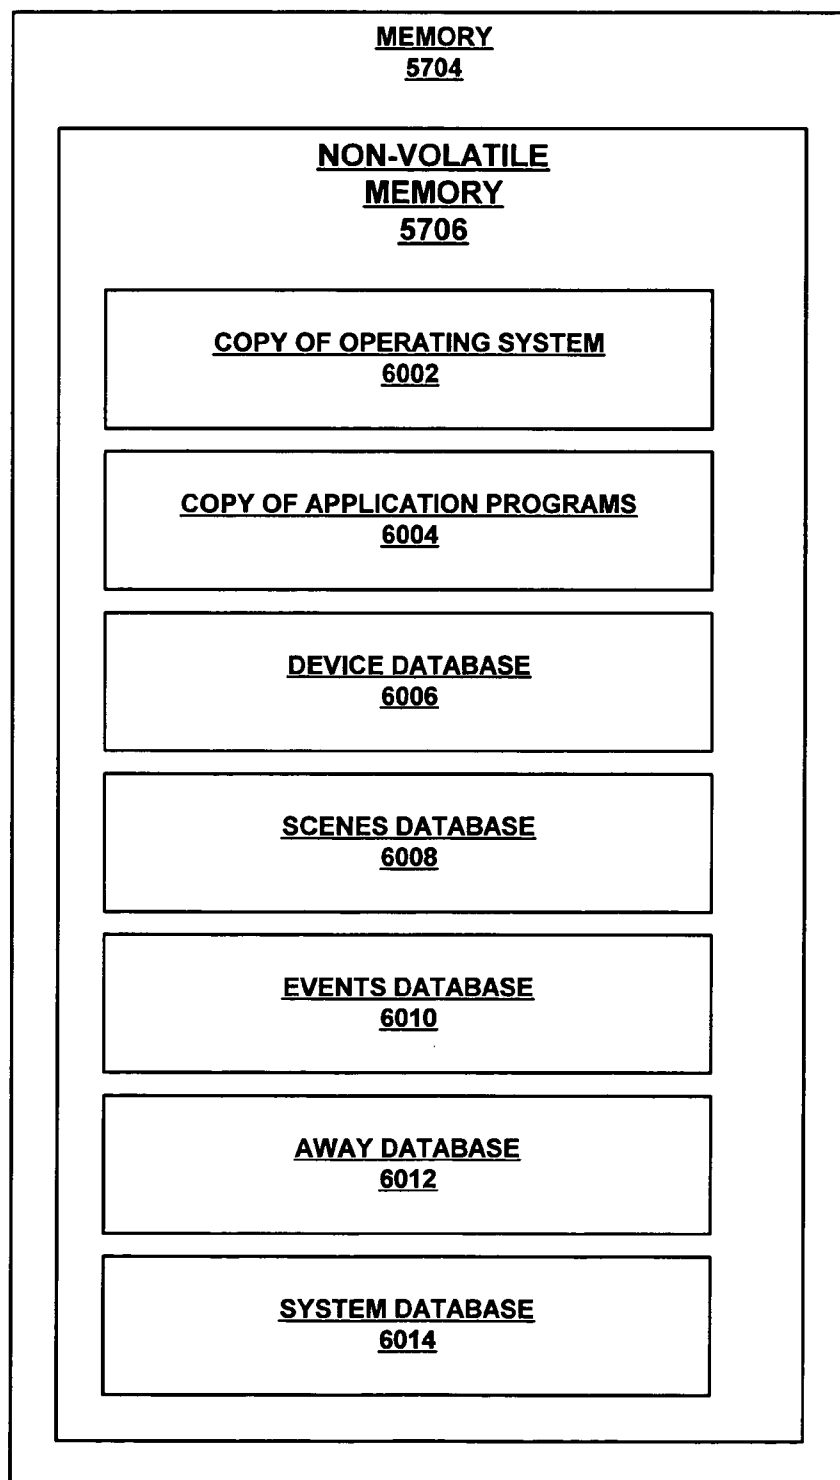 MEMORY
5704
NON-VOLATILE
MEMORY
5706
COPY OF OPERATING SYSTEM
6002
COPY OF APPLICATION PROGRAMS
6004
DEVICE DATABASE
6006
SCENES DATABASE
6008
EVENTS DATABASE
6010
AWAY DATABASE
6012
SYSTEM DATABASE
6014